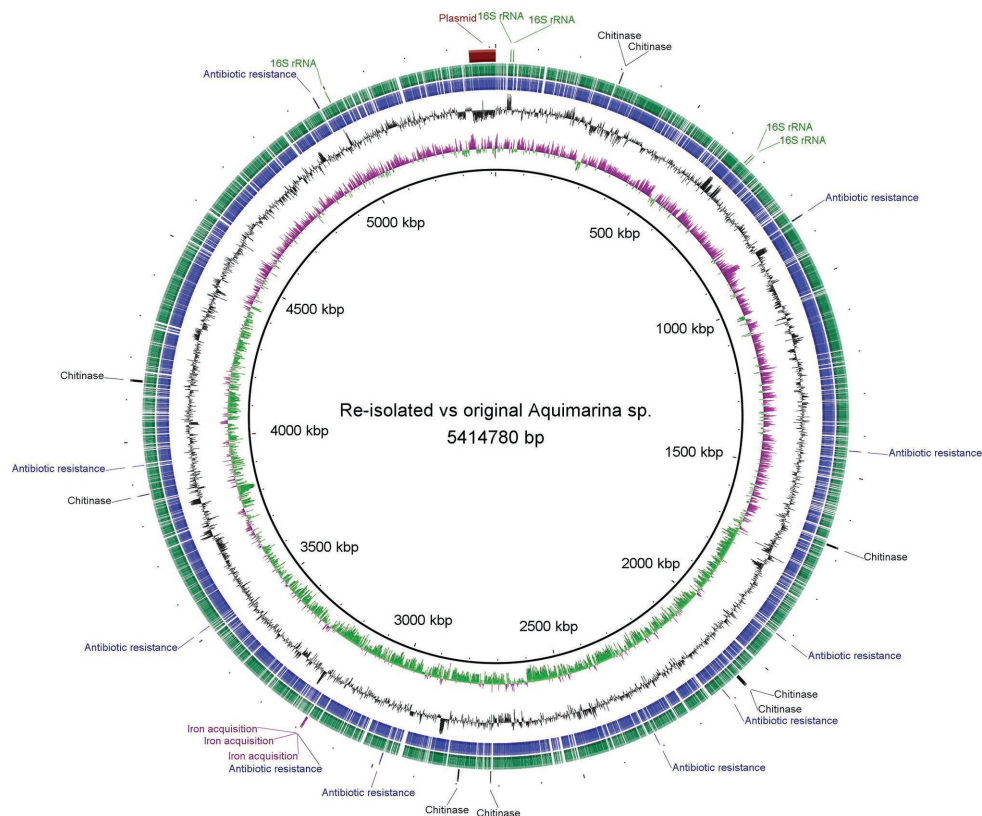 Plasmid
16S rRNA
16S rRNA
Chitinase
Chitinase
16S rRNA
Antibiotic resistance
16S rRNA
16S rRNA
Antibiotic resistance
5000 kbp
500 kbp
4500 kbp
1000 kbp
Chitinase
Re-isolated vs original Aquimarina sp.
5414780 bp
4000 kbp
1500 kbp
Antibiotic resistance
Antibiotic resistance
Chitinase
3500 kbp
2000 kbp
Chitinase
3000 kbp
2500 kbp
Antibiotic resistance
Antibiotic resistance
Chitinase
Chitinase
Antibiotic resistance
Iron acquisition
Iron acquisition
Iron acquisition
Antibiotic resistance
Antibiotic resistance
Antibiotic resistance
Chitinase
Chitinase